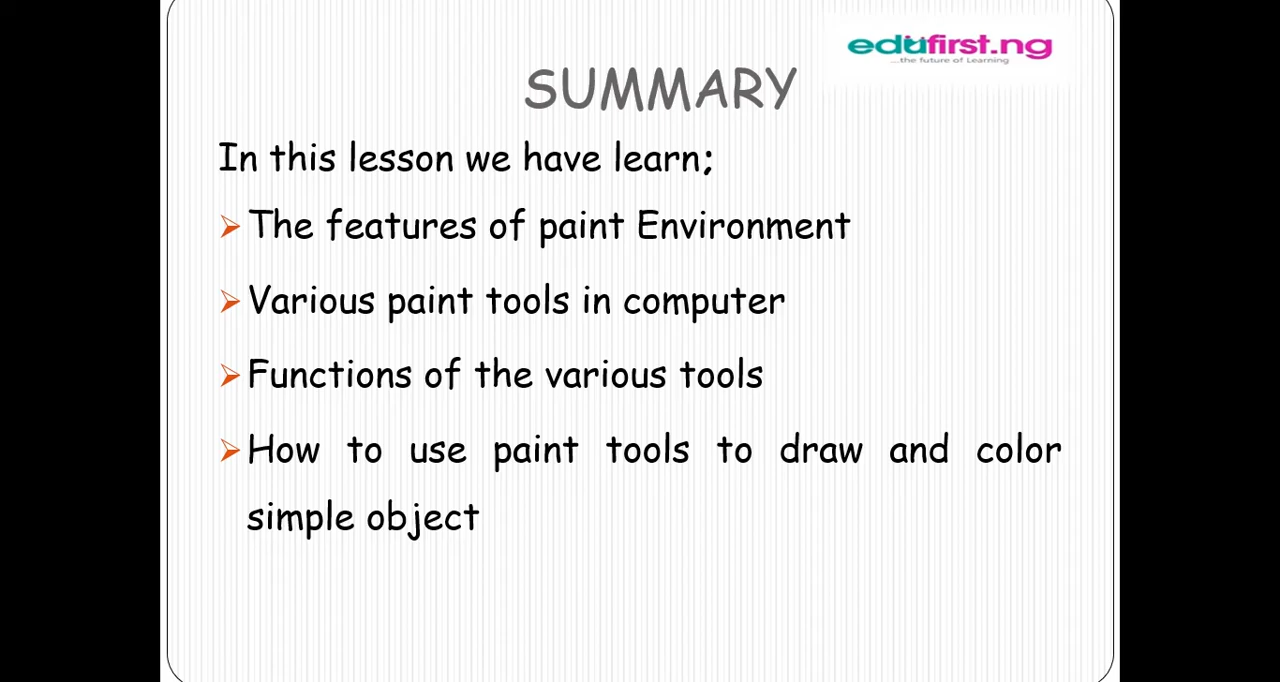 edufirst.ng
...the future of Learning
SUMMARY
In this lesson we have learn;
The features of paint Environment
Various paint tools in computer
Functions of the various tools
How to use paint tools to draw and color
simple object